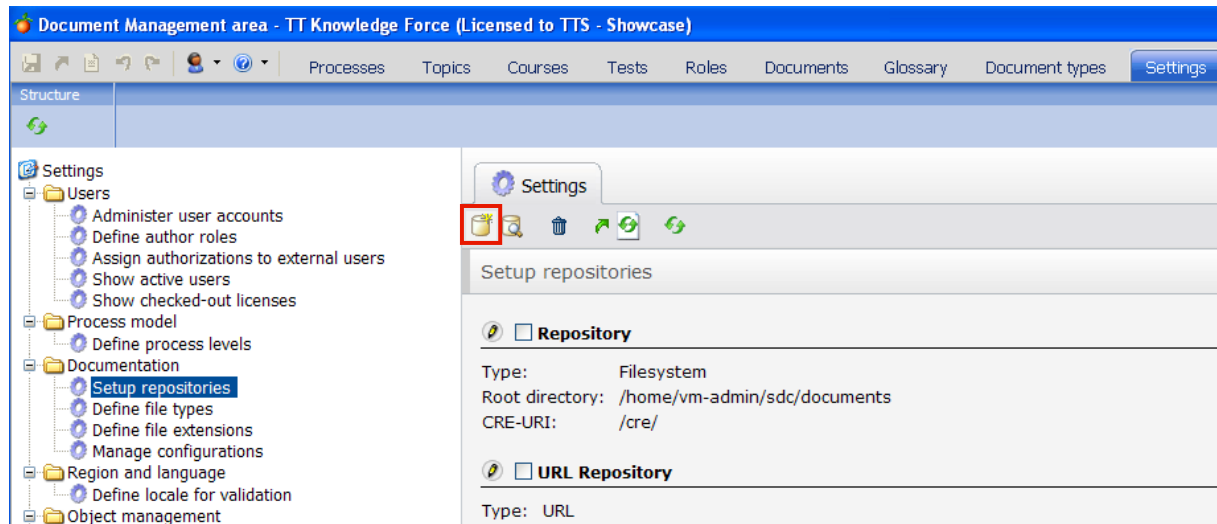 Document Management area - TT Knowledge Force (Licensed to TTS - Showcase)
Processes Topics Courses Tests Roles Documents Glossary Document types Settings
Structure
Settings
Users
Administer user accounts
Define author roles
Assign authorizations to external users
Show active users
Show checked-out licenses
Process model
Define process levels
Documentation
Setup repositories
Define file types
Define file extensions
Manage configurations
Region and language
Define locale for validation
Object management
Settings
Setup repositories
Repository
Type: Filesystem
Root directory: /home/vm-admin/sdc/documents
CRE-URI: /cre/
URL Repository
Type: URL